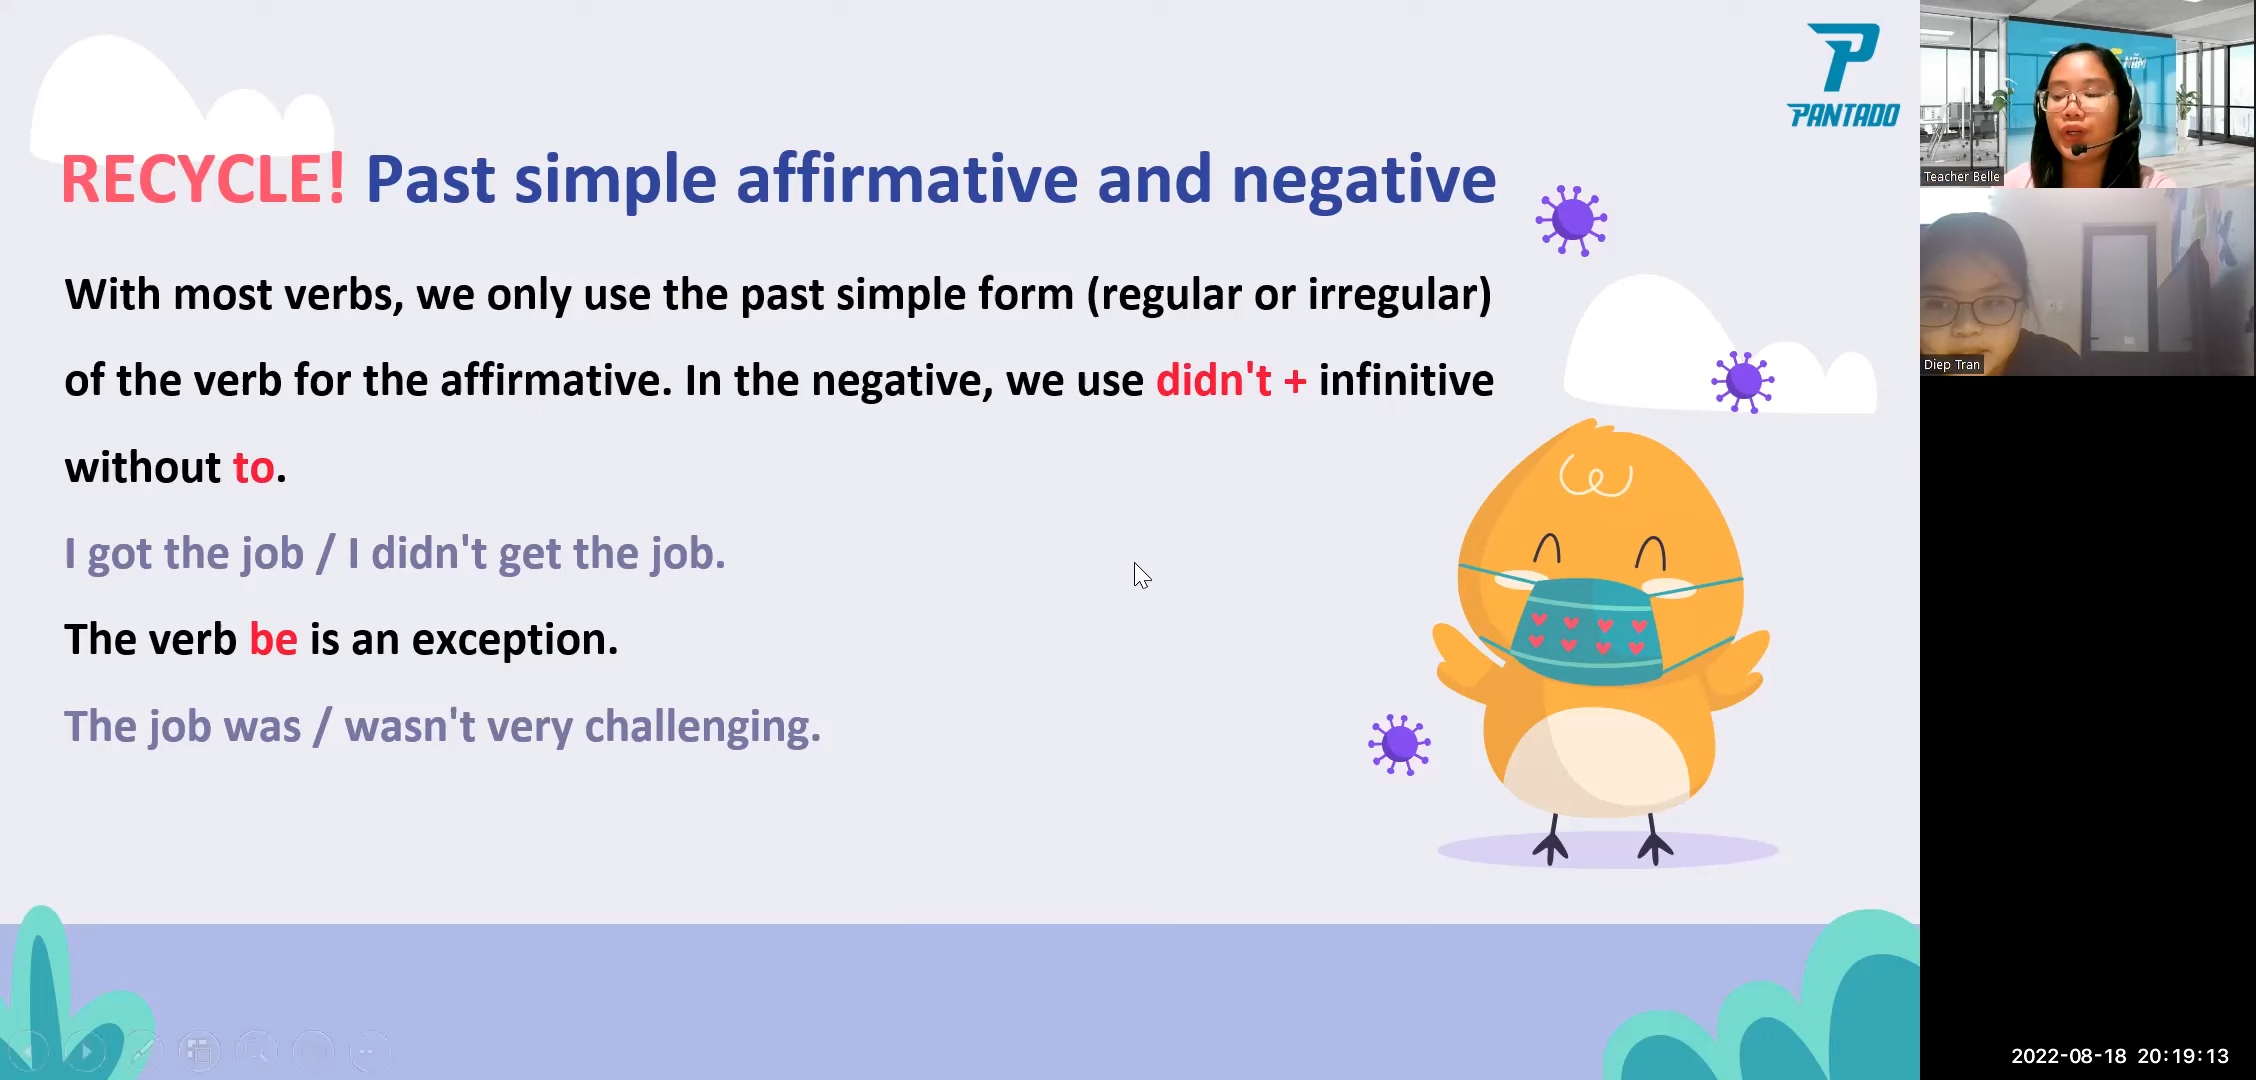 PANTADO
RECYCLE! Past simple affirmative and negative
With most verbs, we only use the past simple form (regular or irregular)
of the verb for the affirmative. In the negative, we use didn't + infinitive
without to.
I got the job / I didn't get the job.
The verb be is an exception.
The job was / wasn't very challenging.
NĂM
Teacher Belle
Diep Tran
2022-08-18 20:19:13